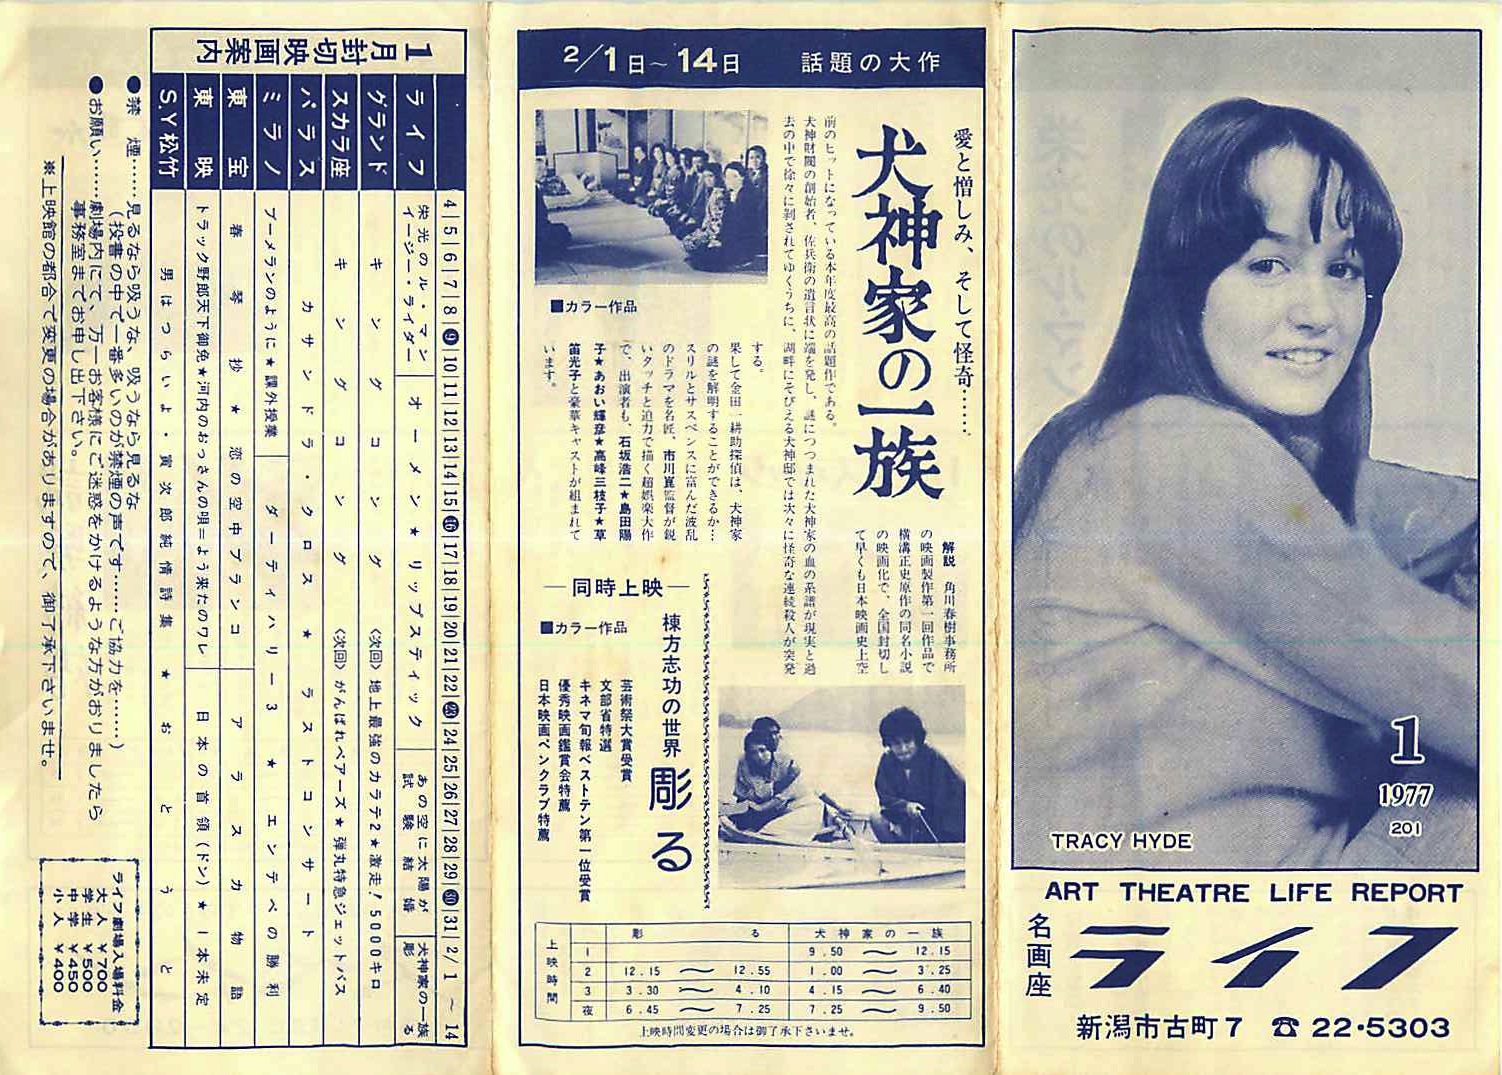 TRACY HYDE
1
1977
201
ART THEATRE LIFE REPORT
名画座
ライフ
新潟市古町7 ☎ 22・5303
2/1日～14日 話題の大作
愛と憎しみ、そして怪奇……
犬神家の一族
解説 角川春樹事務所
の映画製作第一回作品で
横溝正史原作の同名小説
の映画化で、全国封切し
て早くも日本映画史上空
前のヒットになっている本年度最高の話題作である。
犬神財閥の創始者、佐兵衛の遺言状に端を発し、謎につつまれた犬神家の血の系譜が現実と過
去の中で徐々に剥されてゆくうちに、湖畔にそびえる犬神邸では次々に怪奇な連続殺人が突発
する。
果して金田一耕助探偵は、犬神家
の謎を解明することができるか…
スリルとサスペンスに富んだ波乱
のドラマを名匠、市川崑監督が鋭
いタッチと迫力で描く超娯楽大作
で、出演者も、石坂浩二★島田陽
子★あおい輝彦★高峰三枝子★草
笛光子と豪華キャストが組まれて
います。
■カラー作品
―同時上映―
■カラー作品
棟方志功の世界
彫る
芸術祭大賞受賞
文部省特選
キネマ旬報ベストテン第一位受賞
優秀映画鑑賞会特薦
日本映画ペンクラブ特薦
上映時間 彫る 犬神家の一族
1 9.50 ～ 12.15
2 12.15 ～ 12.55 1.00 ～ 3.25
3 3.30 ～ 4.10 4.15 ～ 6.40
夜 6.45 ～ 7.25 7.25 ～ 9.50
上映時間変更の場合は御了承下さいませ。
1月封切映画案内
4 5 6 7 8 9 10 11 12 13 14 15 16 17 18 19 20 21 22 23 24 25 26 27 28 29 30 31 2/1 ～ 14
ライフ 栄光のル・マン イージー・ライダー オーメン★リップスティック あの空に太陽が 試験結婚 犬神家の一族 彫る
グランド キングコング 〈次回〉地上最強のカラテ2★激走！5000キロ
スカラ座 キングコング 〈次回〉がんばれベアーズ★弾丸特急ジェットバス
パラス カサンドラ・クロス★ラストコンサート
ミラノ ブーメランのように★課外授業 ダーティハリー3★エンテベの勝利
東宝 春琴抄★恋の空中ブランコ アラスカ物語
東映 トラック野郎天下御免★河内のおっさんの唄=よう来たのワレ 日本の首領(ドン)★1本未定
S.Y松竹 男はつらいよ・寅次郎純情詩集★おとうと
●禁煙……見るなら吸うな、吸うなら見るな
(投書の中で一番多いのが禁煙の声です……ご協力を……)
●お願い……劇場内にて、万一お客様にご迷惑をかけるような方がおりましたら
事務室までお申し出下さい。
※上映館の都合で変更の場合がありますので、御了承下さいませ。
ライフ劇場入場料金
大人 ￥700
学生 ￥500
中学 ￥450
小人 ￥400